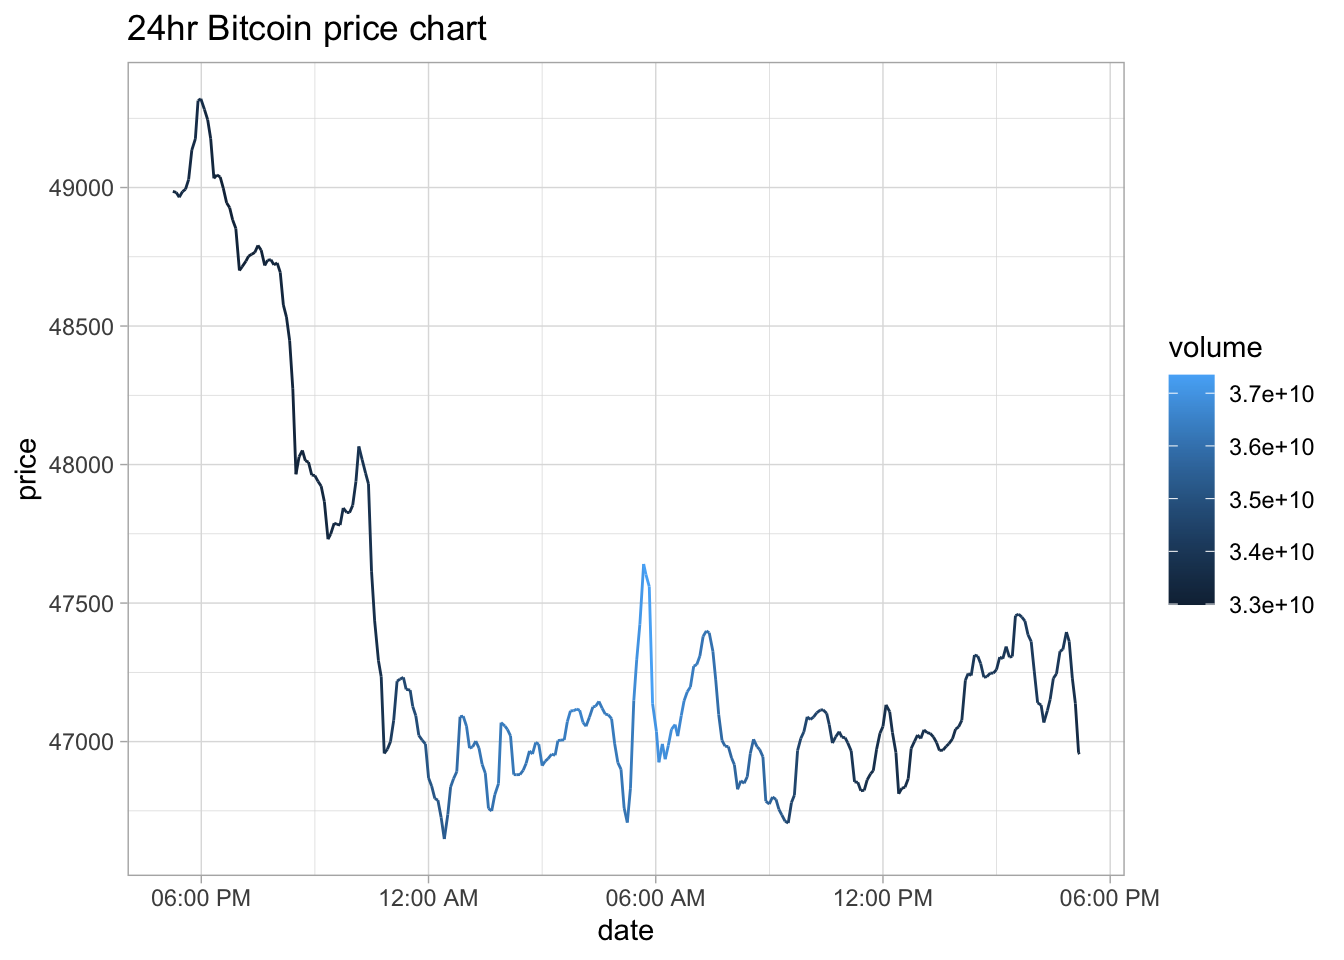 24hr Bitcoin price chart
49000
48500
48000
47500
47000
price
06:00 PM
12:00 AM
06:00 AM
12:00 PM
06:00 PM
date
volume
3.7e+10
3.6e+10
3.5e+10
3.4e+10
3.3e+10